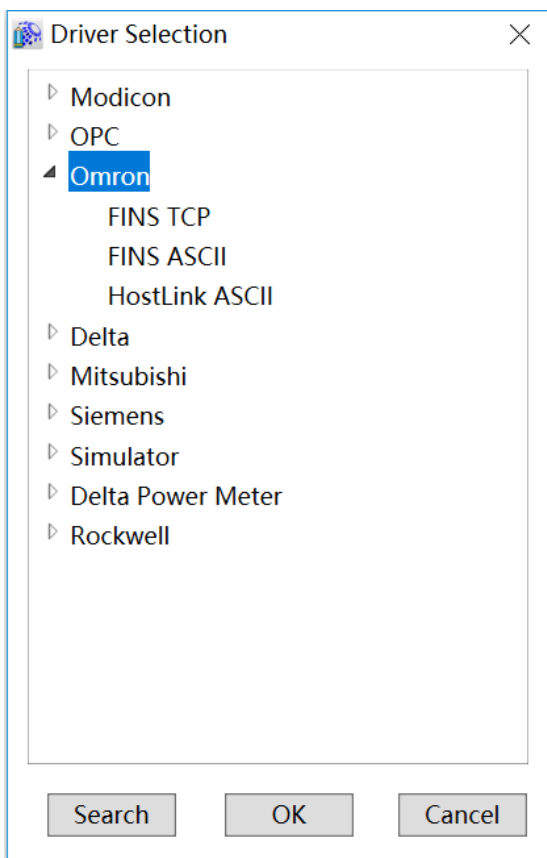 Driver Selection
Modicon
OPC
Omron
FINS TCP
FINS ASCII
HostLink ASCII
Delta
Mitsubishi
Siemens
Simulator
Delta Power Meter
Rockwell
Search OK Cancel